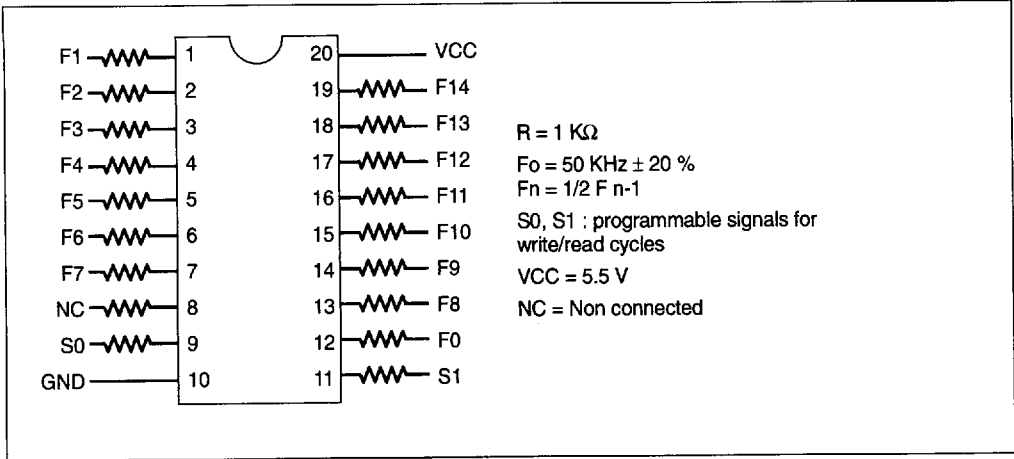 F1 1 20 VCC
F2 2 19 F14
F3 3 18 F13
F4 4 17 F12
F5 5 16 F11
F6 6 15 F10
F7 7 14 F9
NC 8 13 F8
S0 9 12 F0
GND 10 11 S1
R = 1 KΩ
Fo = 50 KHz ± 20 %
Fn = 1/2 F n-1
S0, S1 : programmable signals for
write/read cycles
VCC = 5.5 V
NC = Non connected